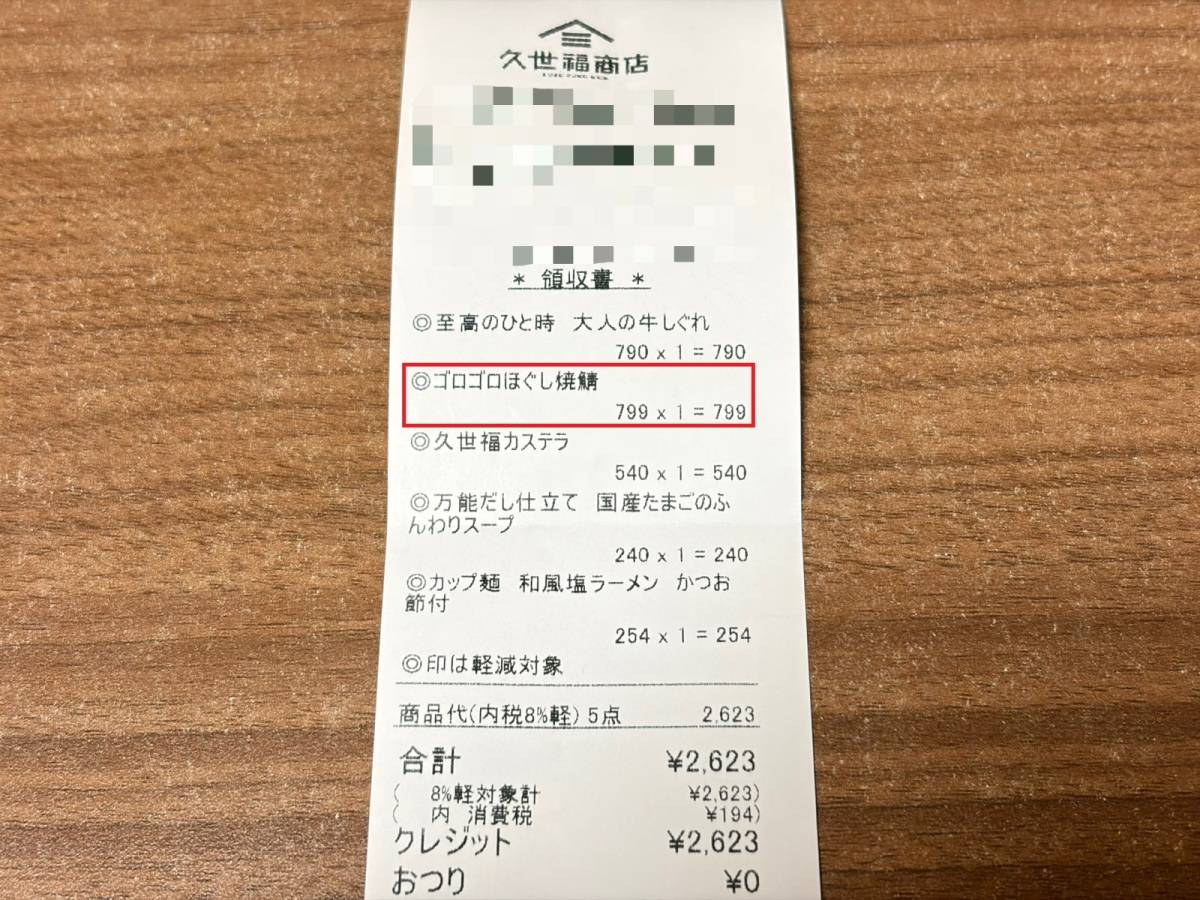 久世福商店
* 領収書 *
◎至高のひと時 大人の牛しぐれ
790 x 1 = 790
◎ゴロゴロほぐし焼鯖
799 x 1 = 799
◎久世福カステラ
540 x 1 = 540
◎万能だし仕立て 国産たまごのふ
んわりスープ
240 x 1 = 240
◎カップ麺 和風塩ラーメン かつお
節付
254 x 1 = 254
◎印は軽減対象
商品代(内税8%軽) 5点 2,623
合計 ¥2,623
( 8%軽対象計 ¥2,623)
( 内 消費税 ¥194)
クレジット ¥2,623
おつり ¥0